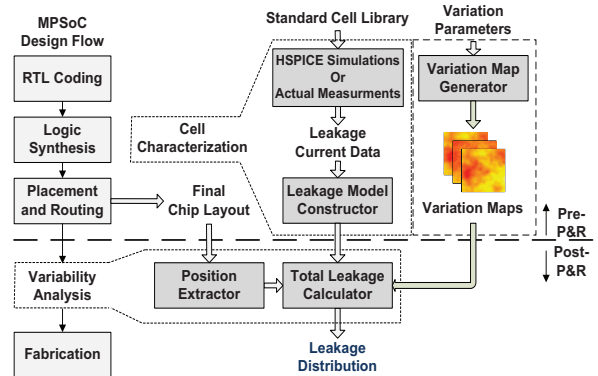 MPSoC
Design Flow
RTL Coding
Logic
Synthesis
Placement
and Routing
Variability
Analysis
Fabrication
Standard Cell Library
HSPICE Simulations
Or
Actual Measurments
Cell
Characterization
Leakage
Current Data
Leakage Model
Constructor
Final
Chip Layout
Position
Extractor
Total Leakage
Calculator
Leakage
Distribution
Variation
Parameters
Variation Map
Generator
Variation Maps
Pre-
P&R
Post-
P&R